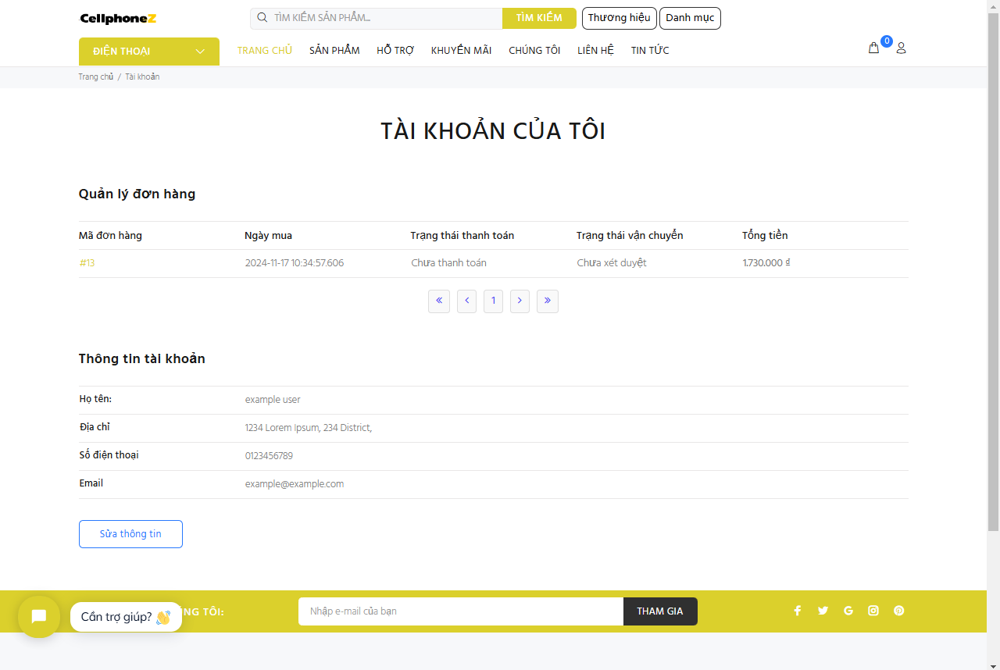 CellphoneZ
TÌM KIẾM SẢN PHẨM...
TÌM KIẾM
Thương hiệu
Danh mục
ĐIỆN THOẠI
TRANG CHỦ
SẢN PHẨM
HỖ TRỢ
KHUYẾN MÃI
CHÚNG TÔI
LIÊN HỆ
TIN TỨC
0
Trang chủ / Tài khoản
TÀI KHOẢN CỦA TÔI
Quản lý đơn hàng
Mã đơn hàng Ngày mua Trạng thái thanh toán Trạng thái vận chuyển Tổng tiền
#13 2024-11-17 10:34:57.606 Chưa thanh toán Chưa xét duyệt 1.730.000 ₫
« ‹ 1 › »
Thông tin tài khoản
Họ tên: example user
Địa chỉ 1234 Lorem Ipsum, 234 District,
Số điện thoại 0123456789
Email example@example.com
Sửa thông tin
Cần trợ giúp? 👋
TÔI:
Nhập e-mail của bạn
THAM GIA